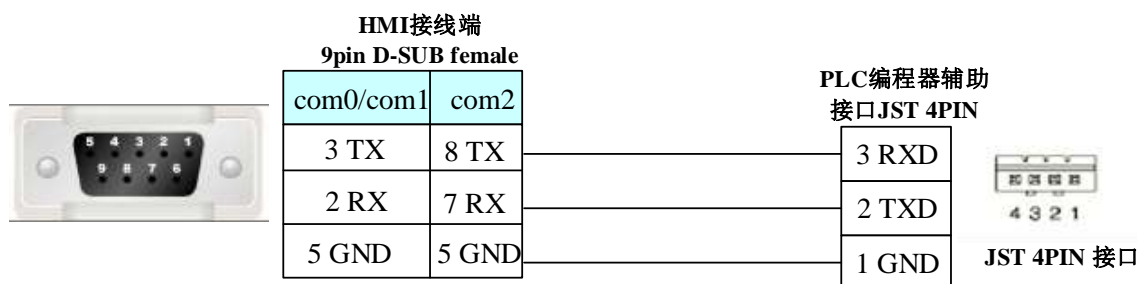 HMI接线端
9pin D-SUB female
com0/com1 com2
3 TX 8 TX
2 RX 7 RX
5 GND 5 GND
PLC编程器辅助
接口JST 4PIN
3 RXD
2 TXD
1 GND
5 4 3 2 1
9 8 7 6
4 3 2 1
JST 4PIN 接口